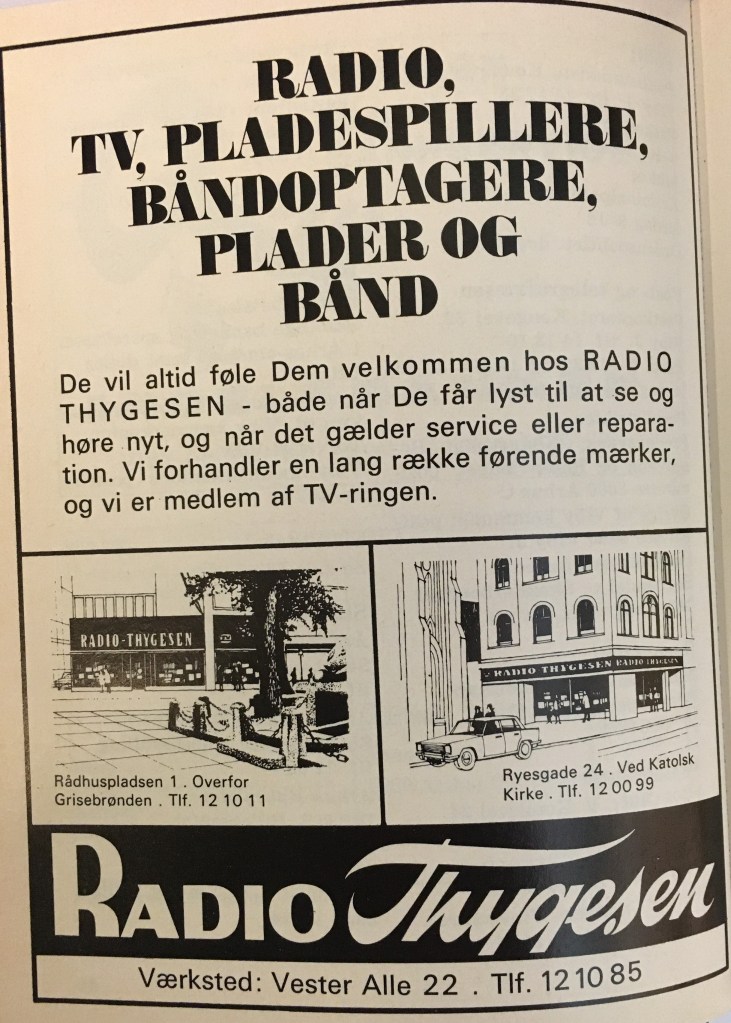 RADIO,
TV, PLADESPILLERE,
BÅNDOPTAGERE,
PLADER OG
BÅND
De vil altid føle Dem velkommen hos RADIO
THYGESEN - både når De får lyst til at se og
høre nyt, og når det gælder service eller repara-
tion. Vi forhandler en lang række førende mærker,
og vi er medlem af TV-ringen.
RADIO-THYGESEN
Rådhuspladsen 1 . Overfor
Grisebrønden . Tlf. 12 10 11
RADIO THYGESEN RADIO THYGESEN
Ryesgade 24 . Ved Katolsk
Kirke . Tlf. 12 00 99
RADIO Thygesen
Værksted: Vester Alle 22 . Tlf. 12 10 85